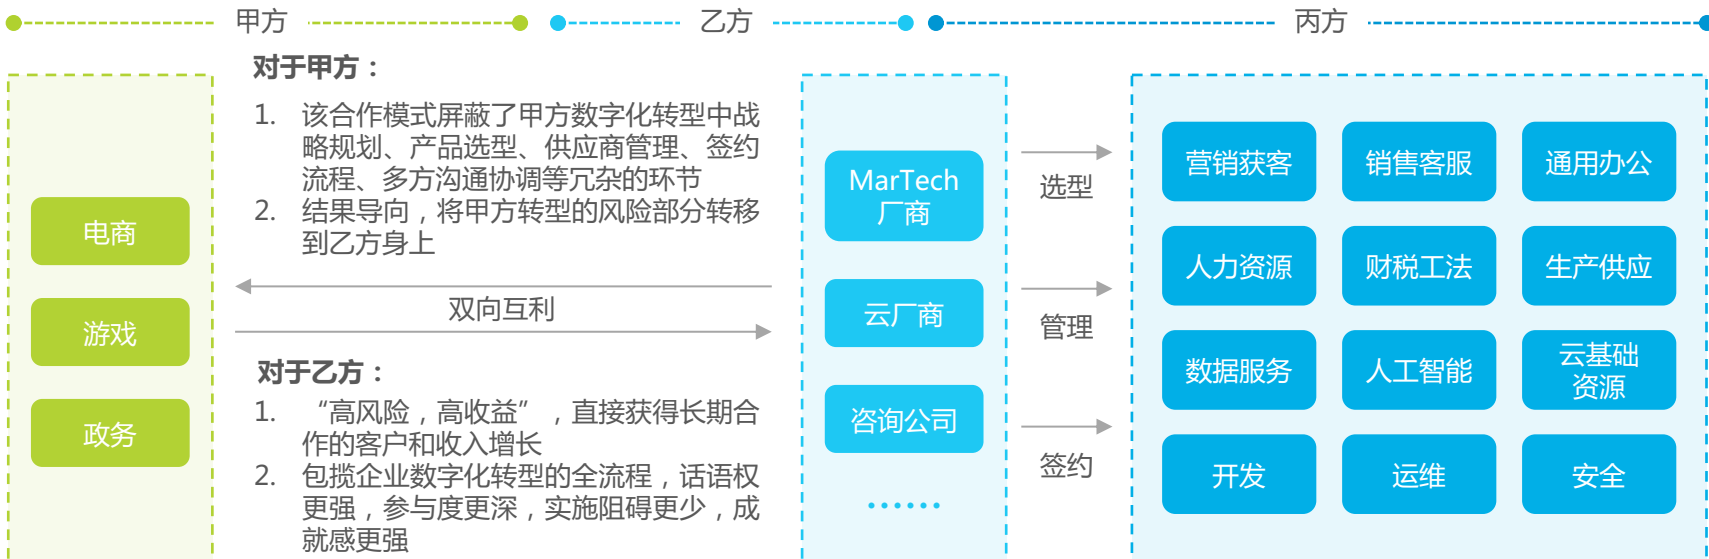 甲方
乙方
丙方
电商
游戏
政务
对于甲方：
1. 该合作模式屏蔽了甲方数字化转型中战
略规划、产品选型、供应商管理、签约
流程、多方沟通协调等冗杂的环节
2. 结果导向，将甲方转型的风险部分转移
到乙方身上
双向互利
对于乙方：
1. “高风险，高收益”，直接获得长期合
作的客户和收入增长
2. 包揽企业数字化转型的全流程，话语权
更强，参与度更深，实施阻碍更少，成
就感更强
MarTech
厂商
云厂商
咨询公司
……
选型
管理
签约
营销获客
销售客服
通用办公
人力资源
财税工法
生产供应
数据服务
人工智能
云基础
资源
开发
运维
安全